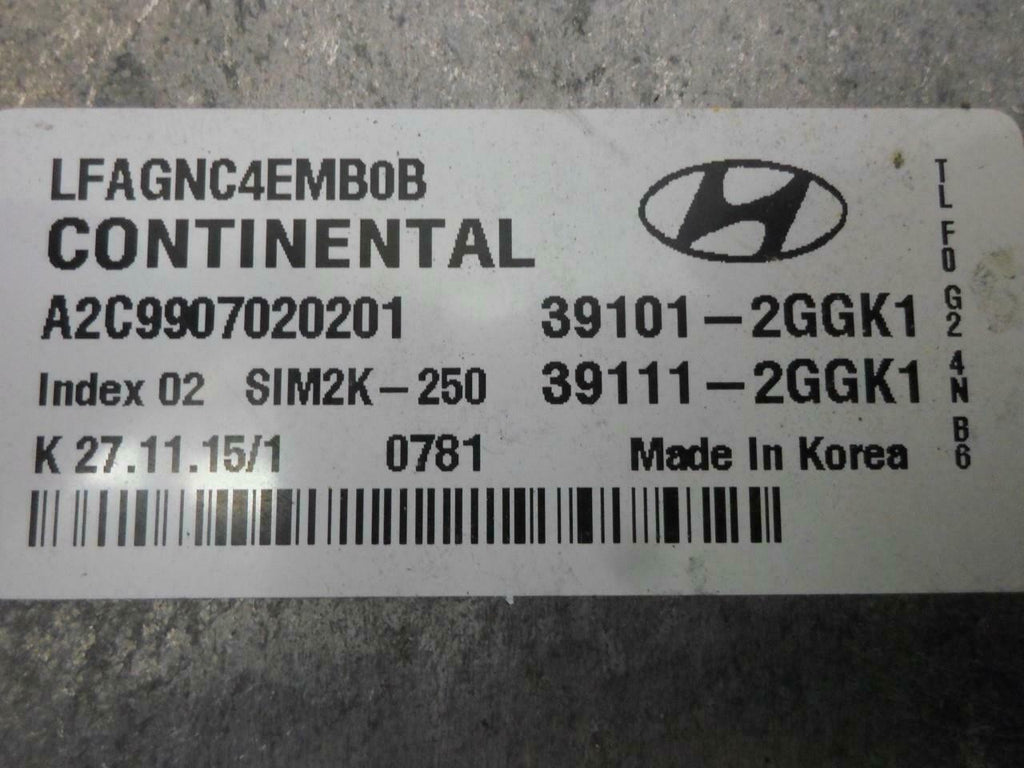 LFAGNC4EMB0B
CONTINENTAL
A2C9907020201 39101-2GGK1
Index 02 SIM2K-250 39111-2GGK1
K 27.11.15/1 0781 Made In Korea
TL F0 G2 4N B6